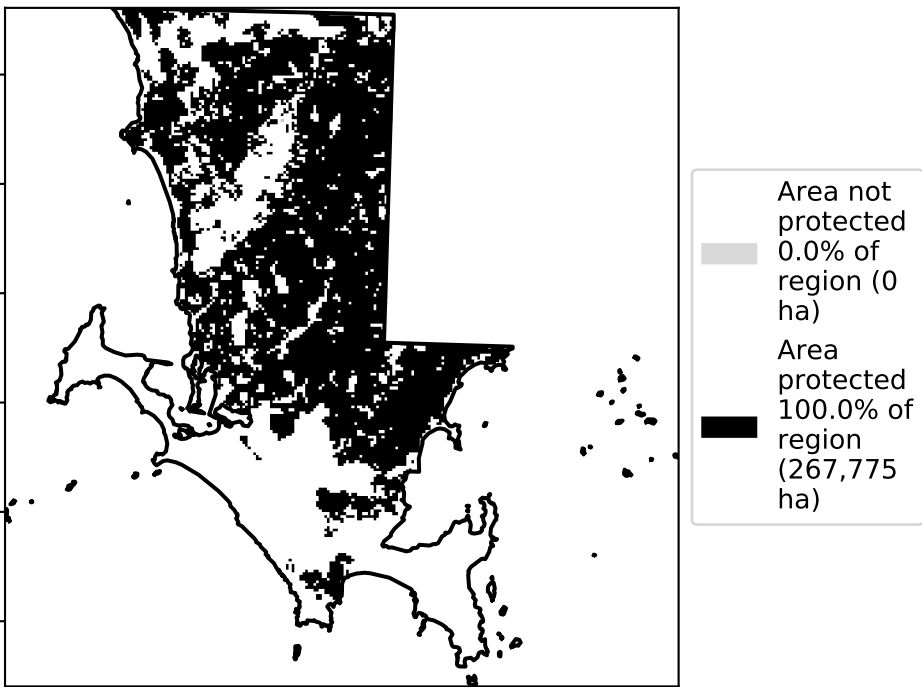 Area not
protected
0.0% of
region (0
ha)
Area
protected
100.0% of
region
(267,775
ha)